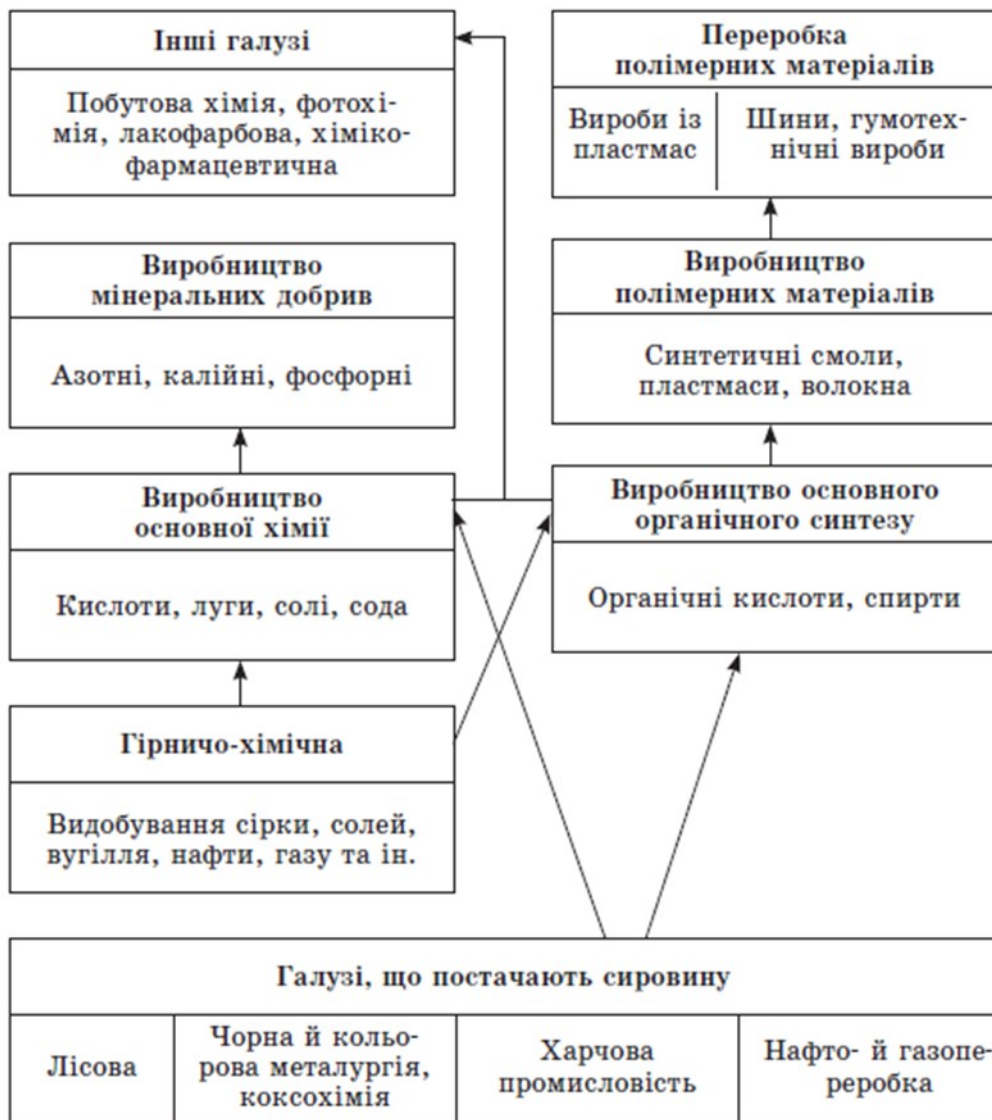 Інші галузі
Побутова хімія, фотохі-
мія, лакофарбова, хіміко-
фармацевтична
Переробка
полімерних матеріалів
Вироби із
пластмас
Шини, гумотех-
нічні вироби
Виробництво
мінеральних добрив
Азотні, калійні, фосфорні
Виробництво
полімерних матеріалів
Синтетичні смоли,
пластмаси, волокна
Виробництво
основної хімії
Кислоти, луги, солі, сода
Виробництво основного
органічного синтезу
Органічні кислоти, спирти
Гірничо-хімічна
Видобування сірки, солей,
вугілля, нафти, газу та ін.
Галузі, що постачають сировину
Лісова
Чорна й кольо-
рова металургія,
коксохімія
Харчова
промисловість
Нафто- й газопе-
реробка